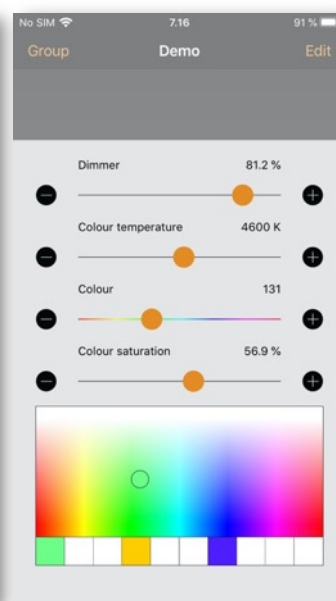 No SIM 7.16 91 %
Group Demo Edit
Dimmer 81.2 %
Colour temperature 4600 K
Colour 131
Colour saturation 56.9 %